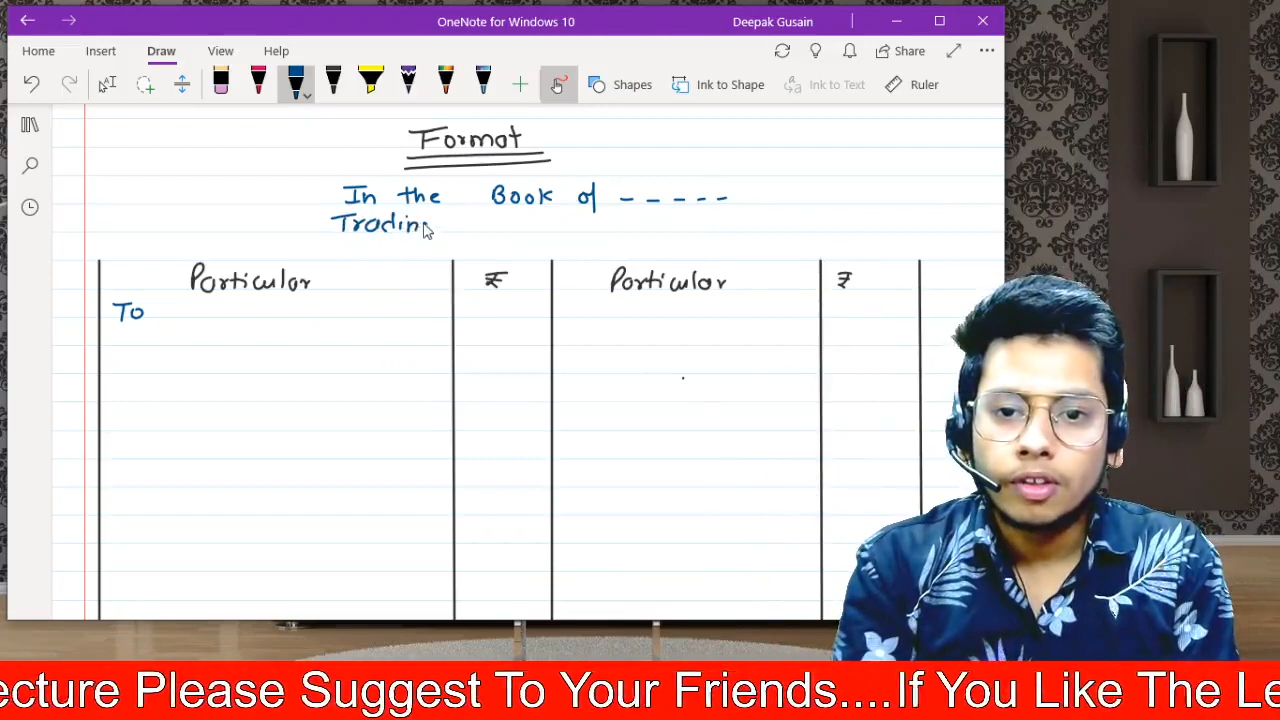 OneNote for Windows 10
Deepak Gusain
Home Insert Draw View Help
Share
Shapes Ink to Shape Ink to Text Ruler
Format
In the Book of - - - - -
Trading
Particular ₹ Particular ₹
To
ecture Please Suggest To Your Friends....If You Like The Le